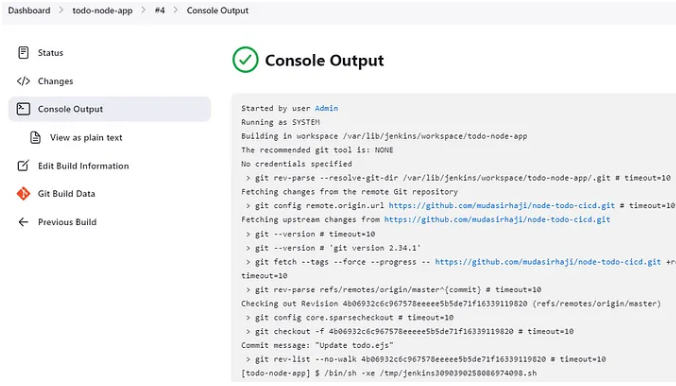 Dashboard > todo-node-app > #4 > Console Output
Status
Changes
Console Output
View as plain text
Edit Build Information
Git Build Data
Previous Build
Console Output
Started by user Admin
Running as SYSTEM
Building in workspace /var/lib/jenkins/workspace/todo-node-app
The recommended git tool is: NONE
No credentials specified
> git rev-parse --resolve-git-dir /var/lib/jenkins/workspace/todo-node-app/.git # timeout=10
Fetching changes from the remote Git repository
> git config remote.origin.url https://github.com/mudasirhaji/node-todo-cicd.git # timeout=10
Fetching upstream changes from https://github.com/mudasirhaji/node-todo-cicd.git
> git --version # timeout=10
> git --version # 'git version 2.34.1'
> git fetch --tags --force --progress -- https://github.com/mudasirhaji/node-todo-cicd.git +re
timeout=10
> git rev-parse refs/remotes/origin/master^{commit} # timeout=10
Checking out Revision 4b06932c6c967578eeeee5b5de71f16339119820 (refs/remotes/origin/master)
> git config core.sparsecheckout # timeout=10
> git checkout -f 4b06932c6c967578eeeee5b5de71f16339119820 # timeout=10
Commit message: "Update todo.ejs"
> git rev-list --no-walk 4b06932c6c967578eeeee5b5de71f16339119820 # timeout=10
[todo-node-app] $ /bin/sh -xe /tmp/jenkins3090390258086974098.sh